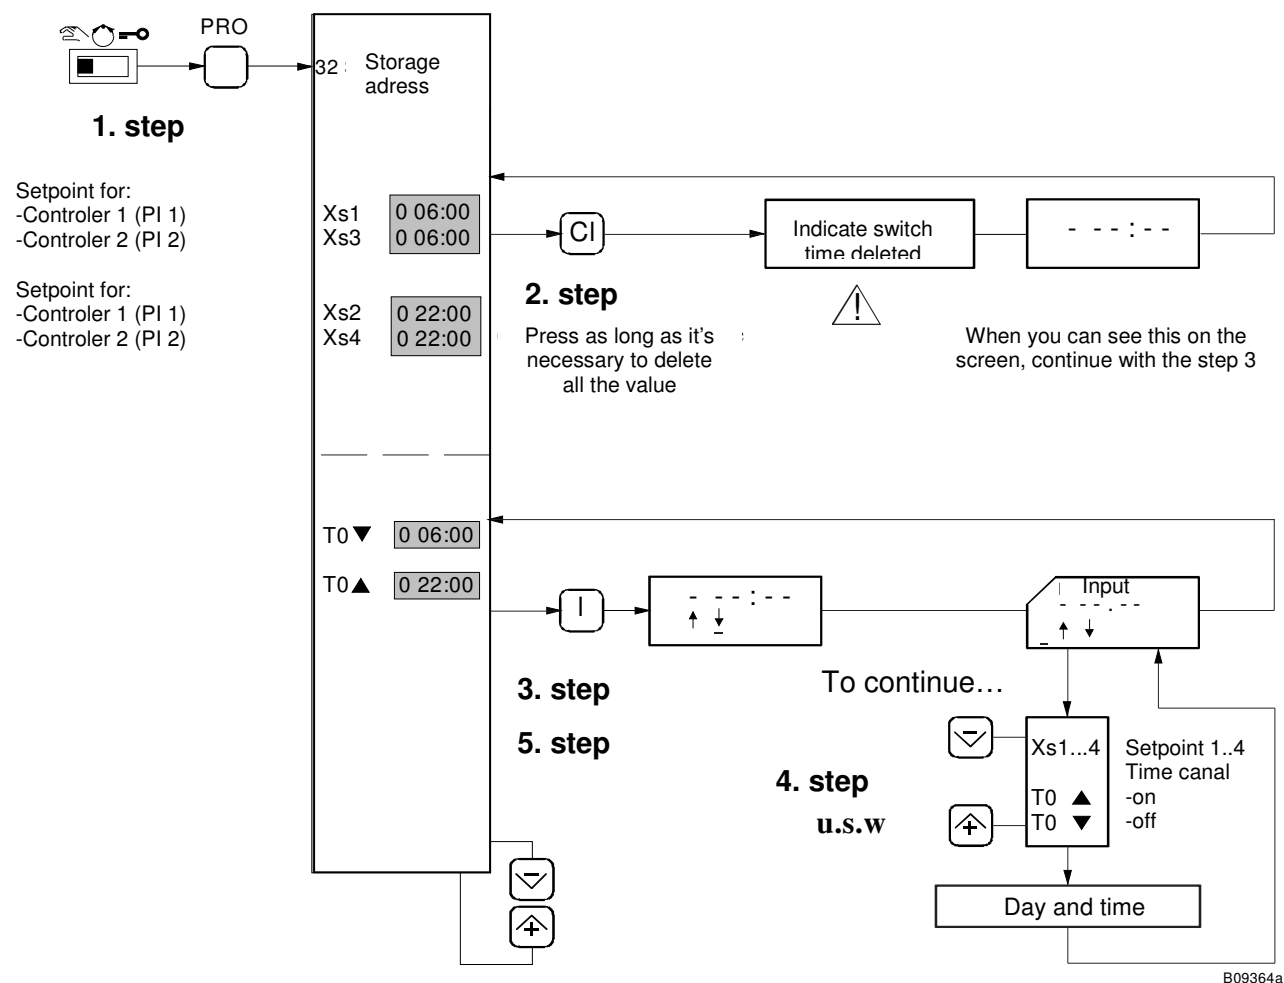 PRO
32 Storage
adress
1. step
Setpoint for:
-Controler 1 (PI 1)
-Controler 2 (PI 2)
Xs1 0 06:00
Xs3 0 06:00
CI
Indicate switch
time deleted
- --:--
Setpoint for:
-Controler 1 (PI 1)
-Controler 2 (PI 2)
Xs2 0 22:00
Xs4 0 22:00
2. step
Press as long as it's
necessary to delete
all the value
When you can see this on the
screen, continue with the step 3
T0▼ 0 06:00
T0▲ 0 22:00
I
- --:--
Input
- --.--
3. step
5. step
To continue…
4. step
u.s.w
Xs1...4
T0 ▲
T0 ▼
Setpoint 1..4
Time canal
-on
-off
Day and time
B09364a